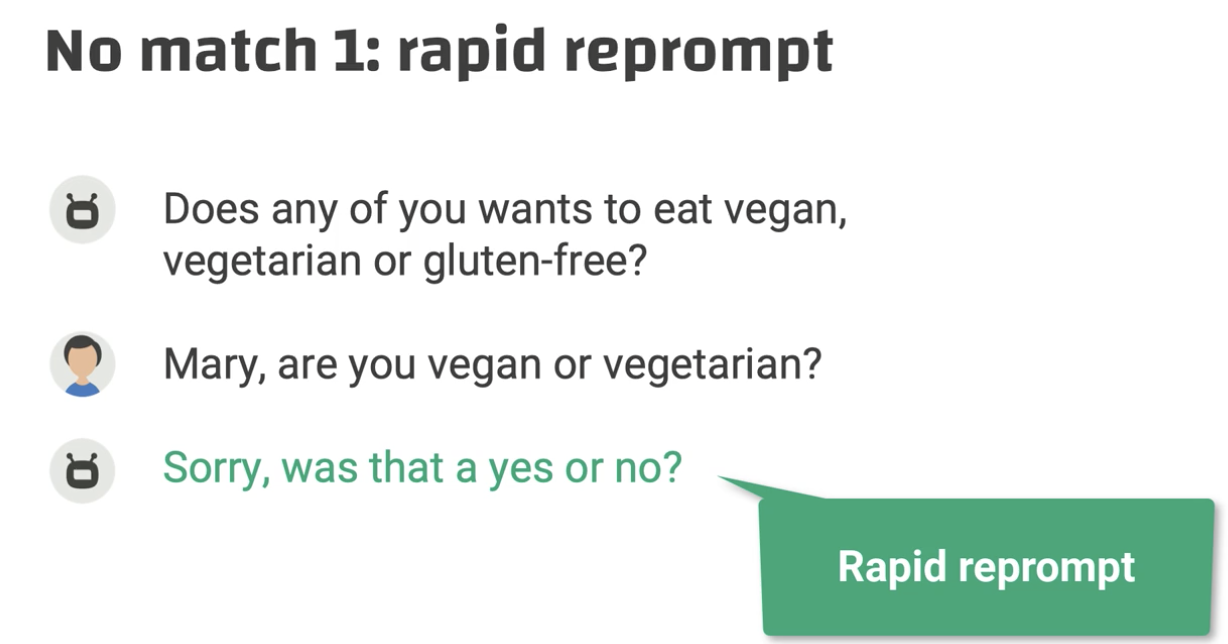 No match 1: rapid reprompt
Does any of you wants to eat vegan,
vegetarian or gluten-free?
Mary, are you vegan or vegetarian?
Sorry, was that a yes or no?
Rapid reprompt